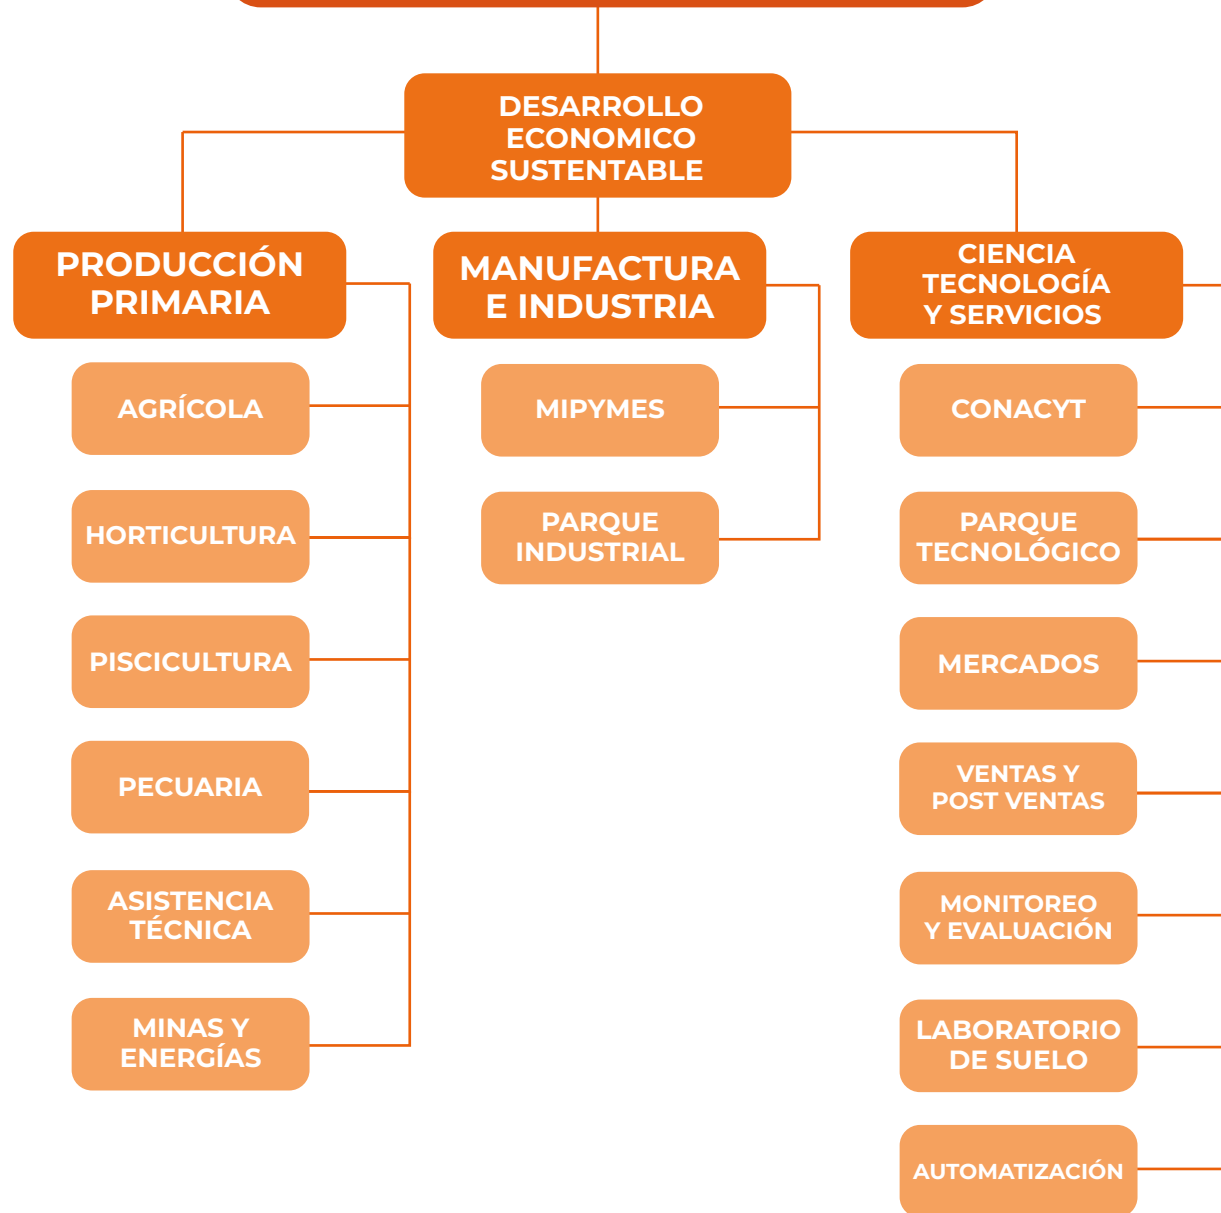 DESARROLLO
ECONOMICO
SUSTENTABLE
PRODUCCIÓN
PRIMARIA
AGRÍCOLA
HORTICULTURA
PISCICULTURA
PECUARIA
ASISTENCIA
TÉCNICA
MINAS Y
ENERGÍAS
MANUFACTURA
E INDUSTRIA
MIPYMES
PARQUE
INDUSTRIAL
CIENCIA
TECNOLOGÍA
Y SERVICIOS
CONACYT
PARQUE
TECNOLÓGICO
MERCADOS
VENTAS Y
POST VENTAS
MONITOREO
Y EVALUACIÓN
LABORATORIO
DE SUELO
AUTOMATIZACIÓN